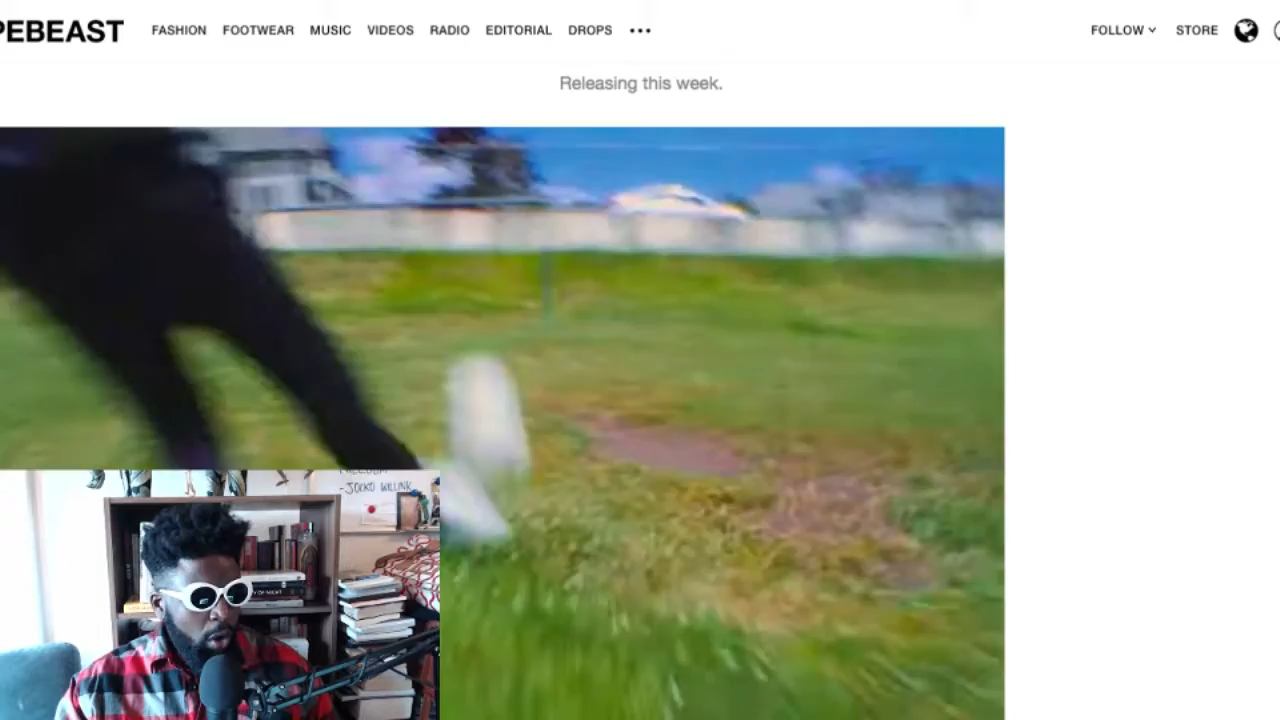 PEBEAST
FASHION FOOTWEAR MUSIC VIDEOS RADIO EDITORIAL DROPS •••
FOLLOW STORE
Releasing this week.
-JOCKO WILLINK